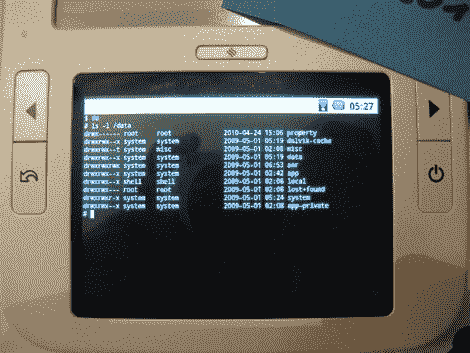 05:27
$ su
# ls -l /data
drwx------ root root 2010-04-24 15:06 property
drwxrwx--x system system 2009-05-01 05:19 dalvik-cache
drwxrwx--t system misc 2009-05-01 02:08 misc
drwxrwx--x system system 2009-05-01 05:19 data
drwxrwx--x system system 2009-05-01 06:53
drwxrwx--x system system 2009-05-01 02:42 app
drwxrwx--x shell shell 2009-05-01 02:06 local
root root 2009-05-01 02:08 lost+found
drwxrwxr-x system system 2009-05-01 05:24 system
drwxrwx--x system system 2009-05-01 02:08 app-private
#